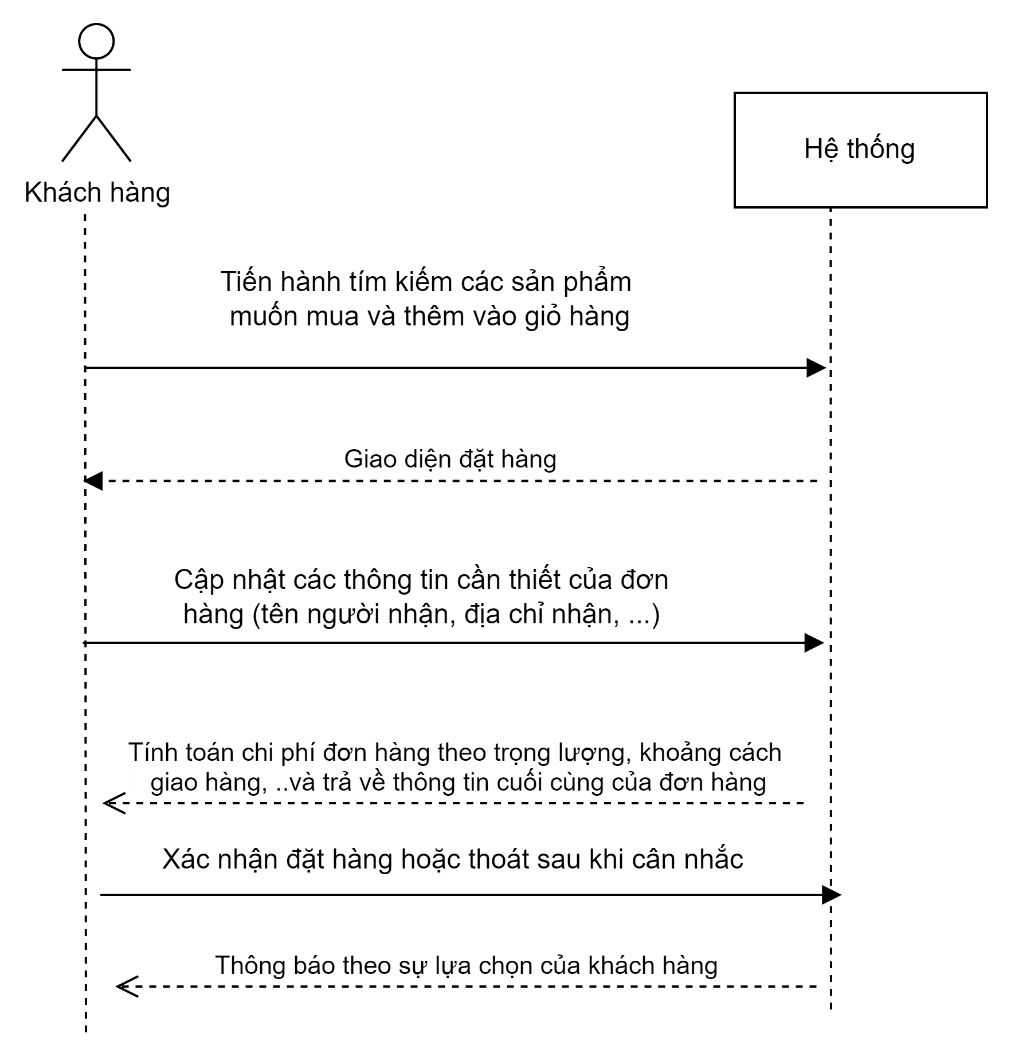 Khách hàng
Hệ thống
Tiến hành tím kiếm các sản phẩm
muốn mua và thêm vào giỏ hàng
Giao diện đặt hàng
Cập nhật các thông tin cần thiết của đơn
hàng (tên người nhận, địa chỉ nhận, ...)
Tính toán chi phí đơn hàng theo trọng lượng, khoảng cách
giao hàng, ..và trả về thông tin cuối cùng của đơn hàng
Xác nhận đặt hàng hoặc thoát sau khi cân nhắc
Thông báo theo sự lựa chọn của khách hàng